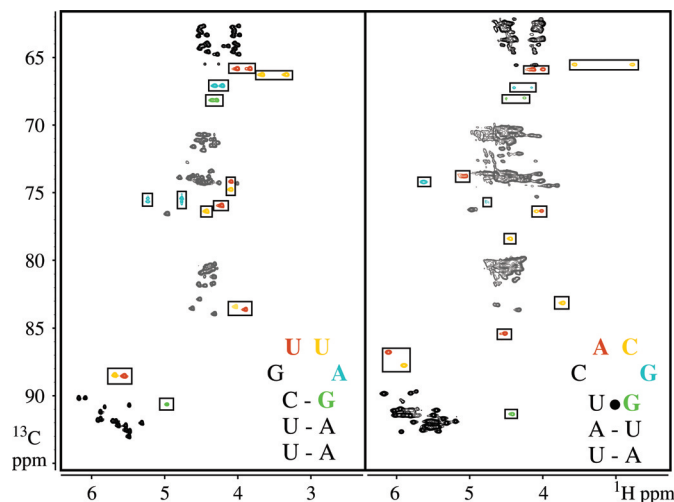 65
70
75
80
85
90
13C
ppm
U U
G A
C - G
U - A
U - A
A C
C G
U ● G
A - U
U - A
6 5 4 3
6 5 4 1H ppm